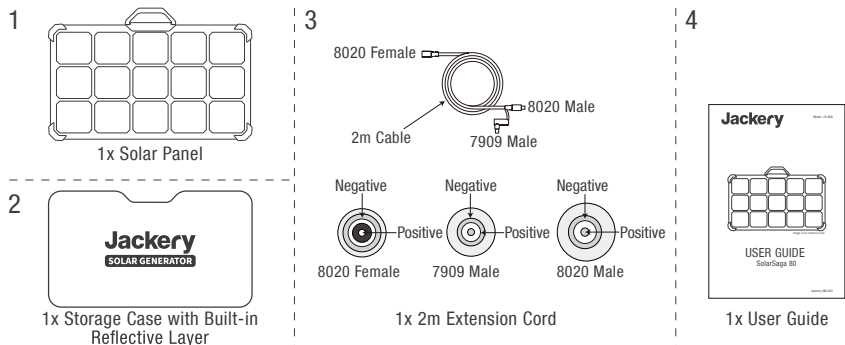 1
1x Solar Panel
2
Jackery
SOLAR GENERATOR
1x Storage Case with Built-in
Reflective Layer
3
8020 Female
8020 Male
2m Cable
7909 Male
Negative
Negative
Negative
Positive
Positive
Positive
8020 Female
7909 Male
8020 Male
1x 2m Extension Cord
4
Jackery
USER GUIDE
SolarSaga 80
1x User Guide